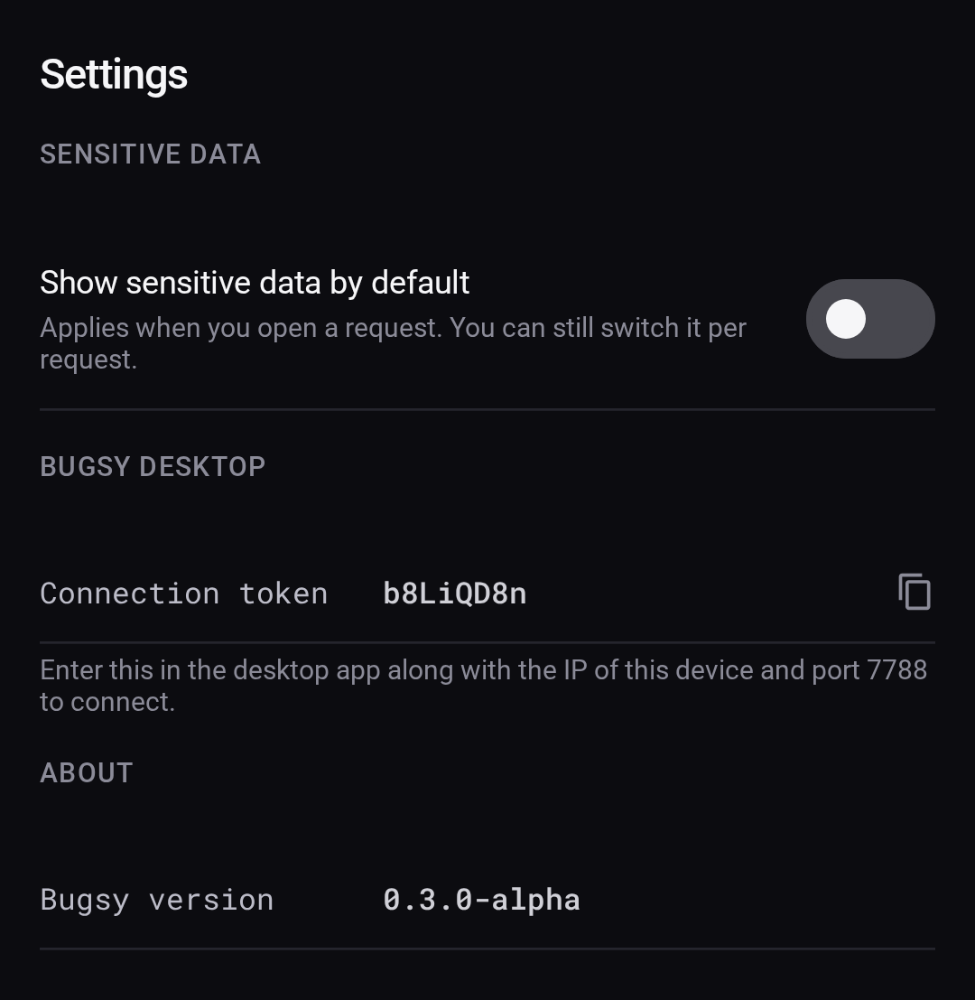 Settings
SENSITIVE DATA
Show sensitive data by default
Applies when you open a request. You can still switch it per
request.
BUGSY DESKTOP
Connection token b8LiQD8n
Enter this in the desktop app along with the IP of this device and port 7788
to connect.
ABOUT
Bugsy version 0.3.0-alpha